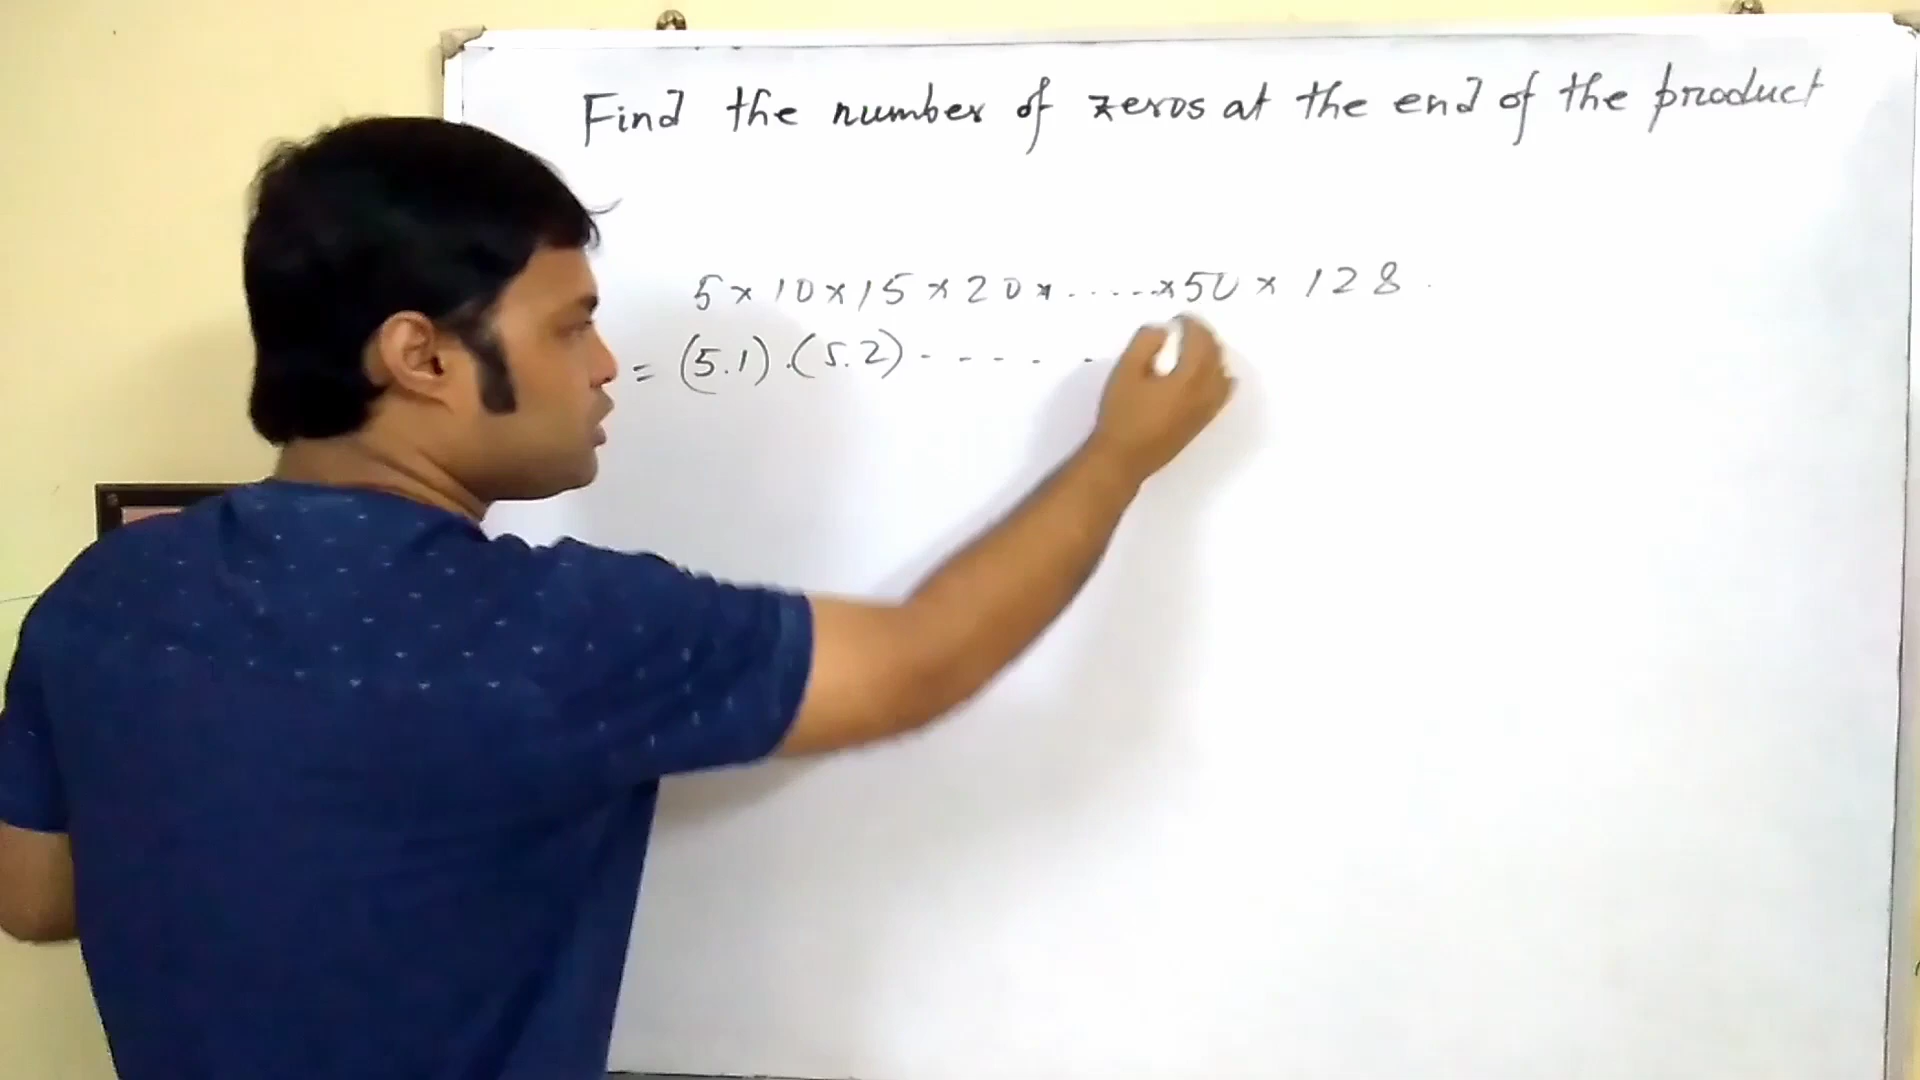 Find the number of zeros at the end of the product
5 × 10 × 15 × 20 × ..... × 50 × 128.
= (5.1).(5.2) - - - - -